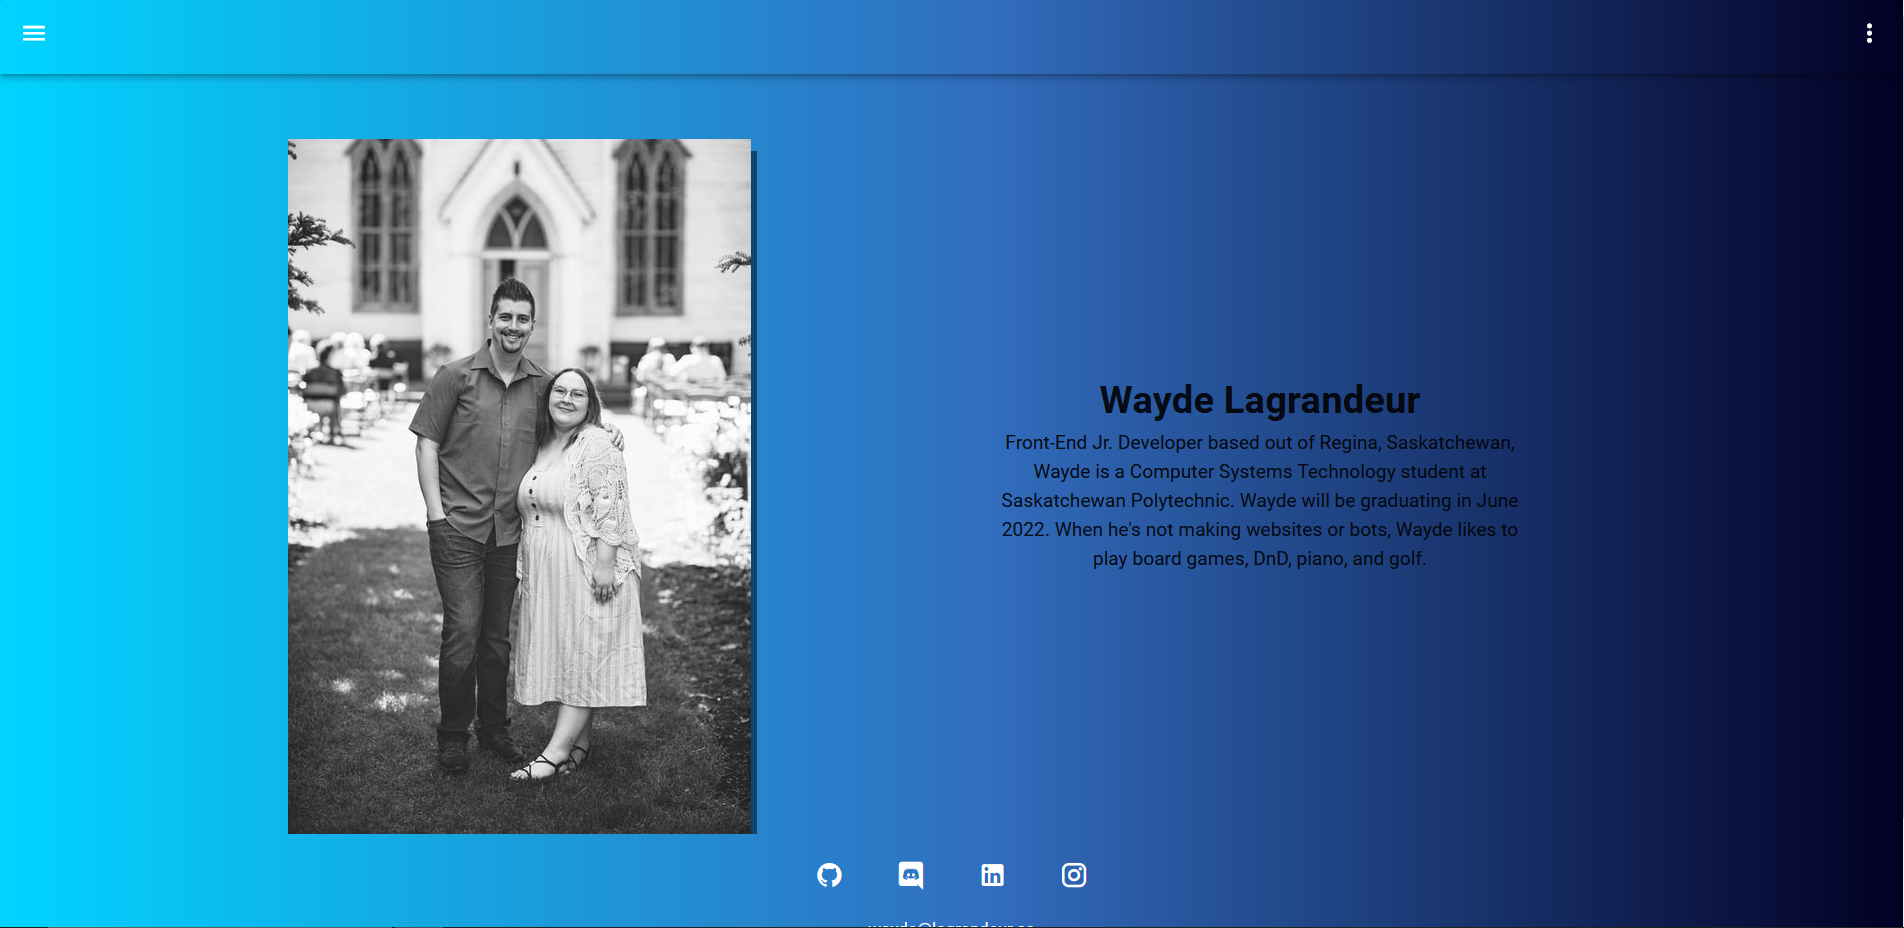 Wayde Lagrandeur
Front-End Jr. Developer based out of Regina, Saskatchewan,
Wayde is a Computer Systems Technology student at
Saskatchewan Polytechnic. Wayde will be graduating in June
2022. When he's not making websites or bots, Wayde likes to
play board games, DnD, piano, and golf.
in